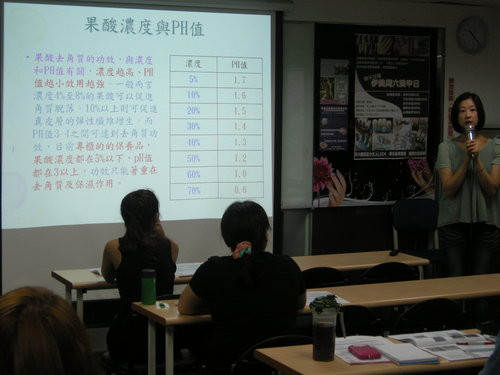 果酸濃度與PH值
• 果酸去角質的功效，與濃度
和PH值有關，濃度越高、PH
值越小效用越強。一般而言
濃度4%至8%的果酸可以促進
角質脫落，10%以上則可促進
真皮層的彈性纖維增生，而
PH值3-4之間可達到去角質功
效，目前專櫃的的保養品，
果酸濃度都在5%以下，pH值
都在3以上，功效只能著重在
去角質及保濕作用。
濃度 PH值
5% 1.7
10% 1.6
20% 1.5
30% 1.4
40% 1.3
50% 1.2
60% 1.0
70% 0.6